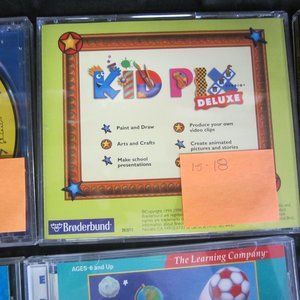 KID PIX
STUDIO
DELUXE
Paint and Draw
Arts and Crafts
Make school
presentations
Produce your own
video clips
Create animated
pictures and stories
15-18
Brøderbund
AGES 6 and Up
The Learning Company